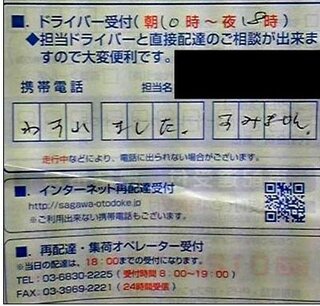 ■. ドライバー受付(朝10時～夜18時)
◆担当ドライバーと直接配達のご相談が出来ますので大変便利です。
携帯電話 担当名
わすれ ました. すみません.
走行中などにより、電話に出られない場合がございます。
■. インターネット再配達受付
http://sagawa-otodoke.jp/
※ご利用出来ない携帯電話もございます。
■. 再配達・集荷オペレーター受付
※当日の配達は、18:00までの受付になります。
TEL:03-6830-2225(受付時間8:00～19:00)
FAX:03-3969-2221(24時間受信)